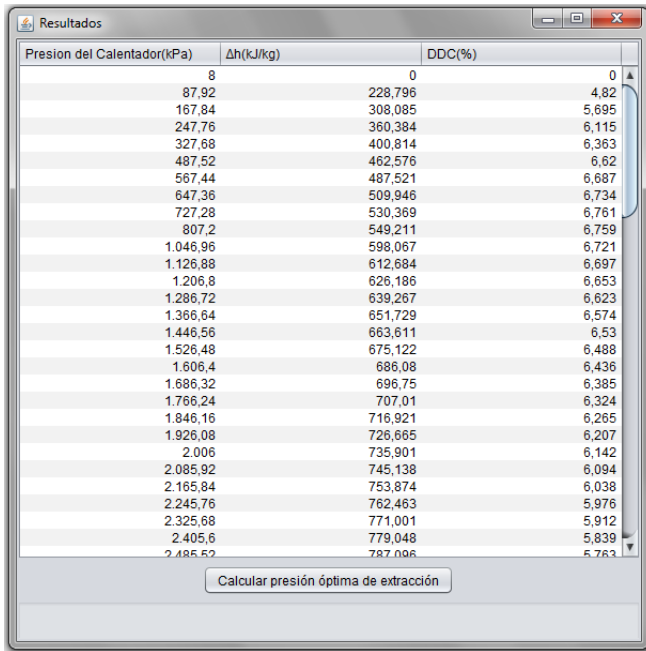 Resultados
Presion del Calentador(kPa) Δh(kJ/kg) DDC(%)
8 0 0
87,92 228,796 4,82
167,84 308,085 5,695
247,76 360,384 6,115
327,68 400,814 6,363
487,52 462,576 6,62
567,44 487,521 6,687
647,36 509,946 6,734
727,28 530,369 6,761
807,2 549,211 6,759
1.046,96 598,067 6,721
1.126,88 612,684 6,697
1.206,8 626,186 6,653
1.286,72 639,267 6,623
1.366,64 651,729 6,574
1.446,56 663,611 6,53
1.526,48 675,122 6,488
1.606,4 686,08 6,436
1.686,32 696,75 6,385
1.766,24 707,01 6,324
1.846,16 716,921 6,265
1.926,08 726,665 6,207
2.006 735,901 6,142
2.085,92 745,138 6,094
2.165,84 753,874 6,038
2.245,76 762,463 5,976
2.325,68 771,001 5,912
2.405,6 779,048 5,839
2.485,52 787,096 5,763
Calcular presión óptima de extracción